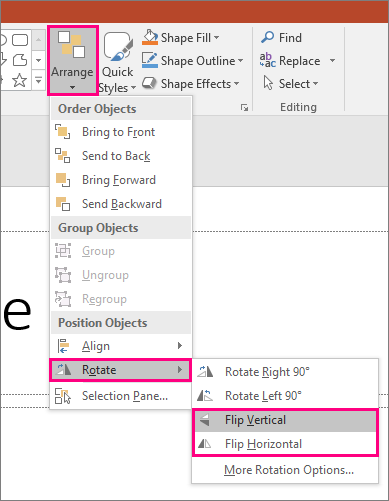 Arrange
Quick
Styles
Shape Fill
Shape Outline
Shape Effects
Find
Replace
Select
Editing
Order Objects
Bring to Front
Send to Back
Bring Forward
Send Backward
Group Objects
Group
Ungroup
Regroup
Position Objects
Align
Rotate
Selection Pane...
Rotate Right 90°
Rotate Left 90°
Flip Vertical
Flip Horizontal
More Rotation Options...
e